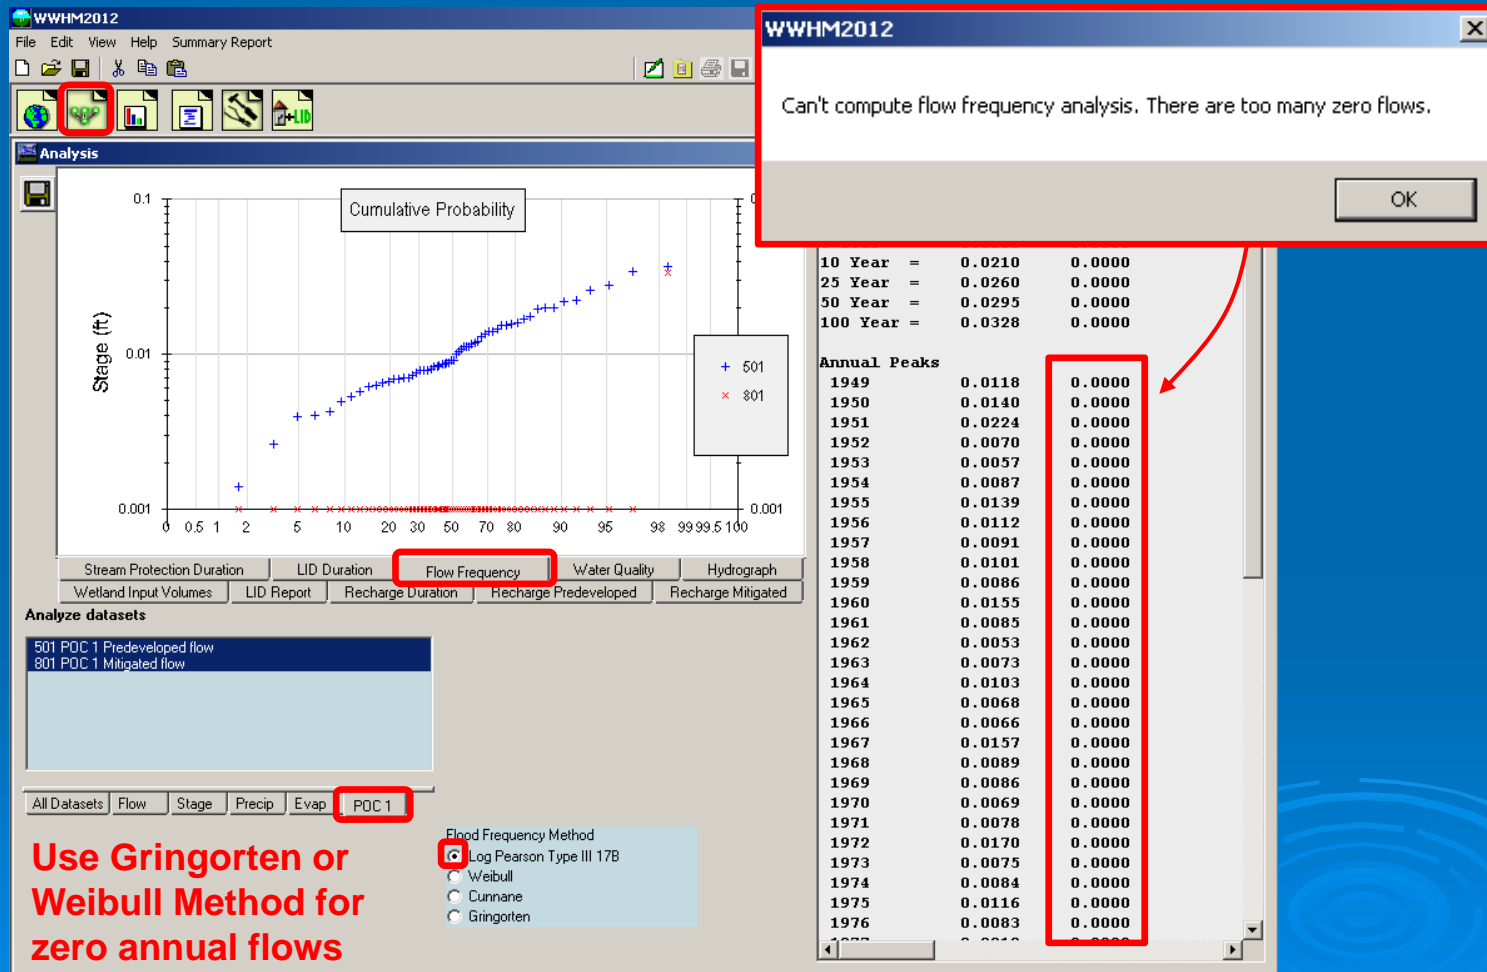 WWHM2012
File Edit View Help Summary Report
+LID
Analysis
Cumulative Probability
0.1
0.01
0.001
Stage (ft)
0.001
0 0.5 1 2 5 10 20 30 50 70 80 90 95 98 99 99.5 100
+ 501
× 801
Stream Protection Duration LID Duration Flow Frequency Water Quality Hydrograph
Wetland Input Volumes LID Report Recharge Duration Recharge Predeveloped Recharge Mitigated
Analyze datasets
501 POC 1 Predeveloped flow
801 POC 1 Mitigated flow
All Datasets Flow Stage Precip Evap POC 1
Flood Frequency Method
Log Pearson Type III 17B
Weibull
Cunnane
Gringorten
Use Gringorten or
Weibull Method for
zero annual flows
WWHM2012
Can't compute flow frequency analysis. There are too many zero flows.
OK
10 Year = 0.0210 0.0000
25 Year = 0.0260 0.0000
50 Year = 0.0295 0.0000
100 Year = 0.0328 0.0000
Annual Peaks
1949 0.0118 0.0000
1950 0.0140 0.0000
1951 0.0224 0.0000
1952 0.0070 0.0000
1953 0.0057 0.0000
1954 0.0087 0.0000
1955 0.0139 0.0000
1956 0.0112 0.0000
1957 0.0091 0.0000
1958 0.0101 0.0000
1959 0.0086 0.0000
1960 0.0155 0.0000
1961 0.0085 0.0000
1962 0.0053 0.0000
1963 0.0073 0.0000
1964 0.0103 0.0000
1965 0.0068 0.0000
1966 0.0066 0.0000
1967 0.0157 0.0000
1968 0.0089 0.0000
1969 0.0086 0.0000
1970 0.0069 0.0000
1971 0.0078 0.0000
1972 0.0170 0.0000
1973 0.0075 0.0000
1974 0.0084 0.0000
1975 0.0116 0.0000
1976 0.0083 0.0000